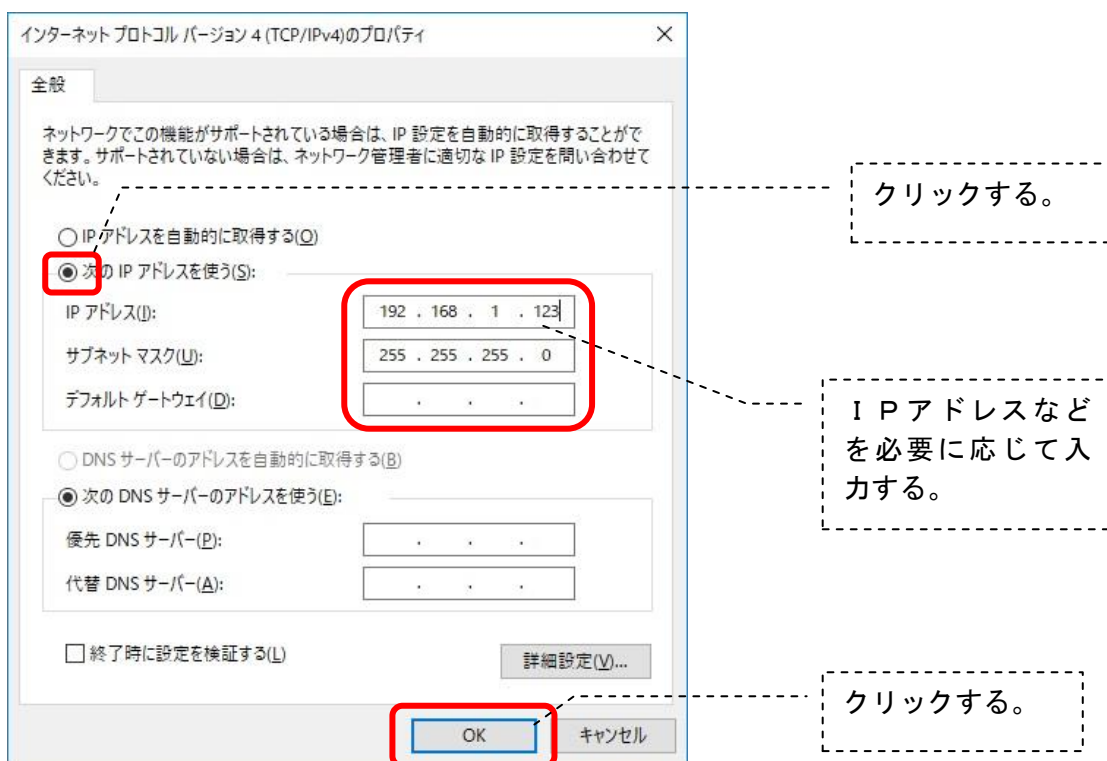 インターネット プロトコル バージョン 4 (TCP/IPv4)のプロパティ
全般
ネットワークでこの機能がサポートされている場合は、IP 設定を自動的に取得することがで
きます。サポートされていない場合は、ネットワーク管理者に適切な IP 設定を問い合わせて
ください。
クリックする。
IP アドレスを自動的に取得する(O)
次の IP アドレスを使う(S):
IP アドレス(I):
192 . 168 . 1 . 123
サブネット マスク(U):
255 . 255 . 255 . 0
デフォルト ゲートウェイ(D):
. . .
ＩＰアドレスなど
を必要に応じて入
力する。
DNS サーバーのアドレスを自動的に取得する(B)
次の DNS サーバーのアドレスを使う(E):
優先 DNS サーバー(P):
. . .
代替 DNS サーバー(A):
. . .
終了時に設定を検証する(L)
詳細設定(V)...
クリックする。
OK
キャンセル